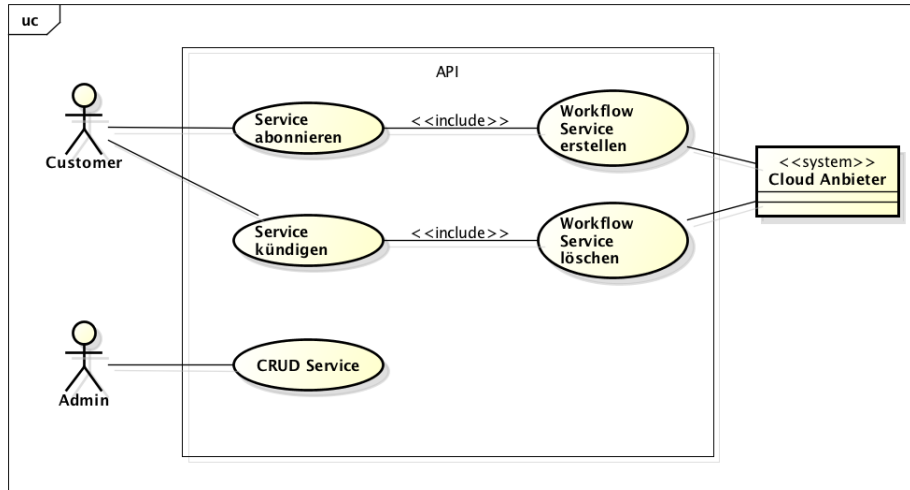 uc
API
Service
abonnieren
<<include>>
Workflow
Service
erstellen
Customer
<<system>>
Cloud Anbieter
Service
kündigen
<<include>>
Workflow
Service
löschen
CRUD Service
Admin